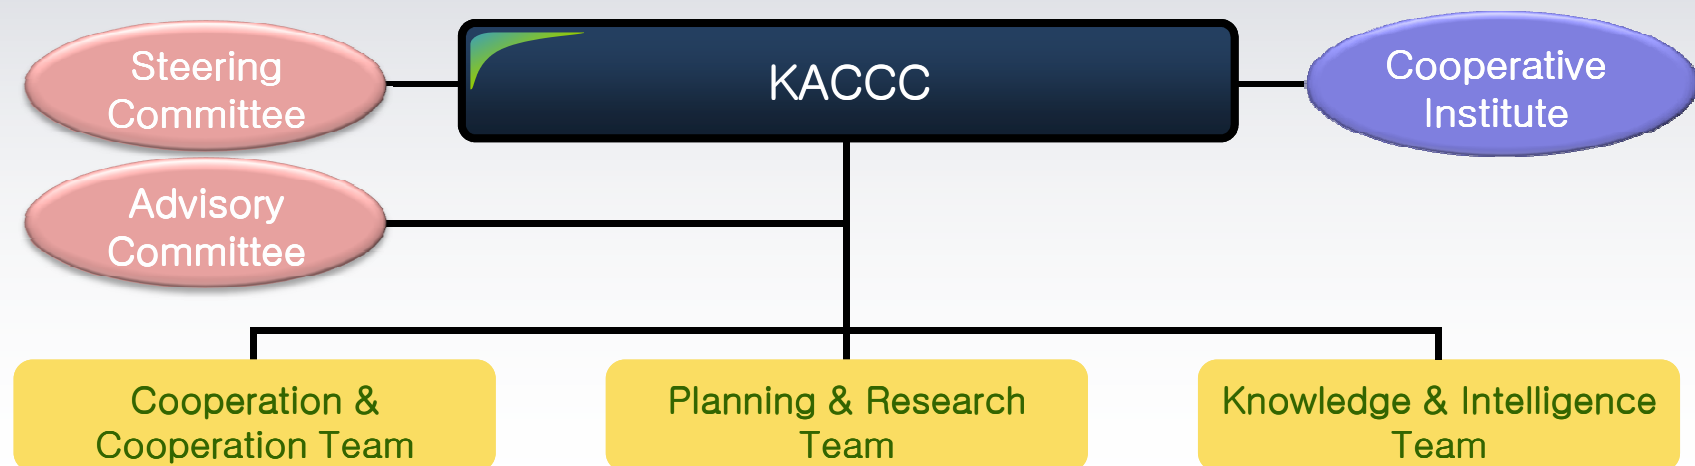 Steering
Committee
KACCC
Cooperative
Institute
Advisory
Committee
Cooperation &
Cooperation Team
Planning & Research
Team
Knowledge & Intelligence
Team